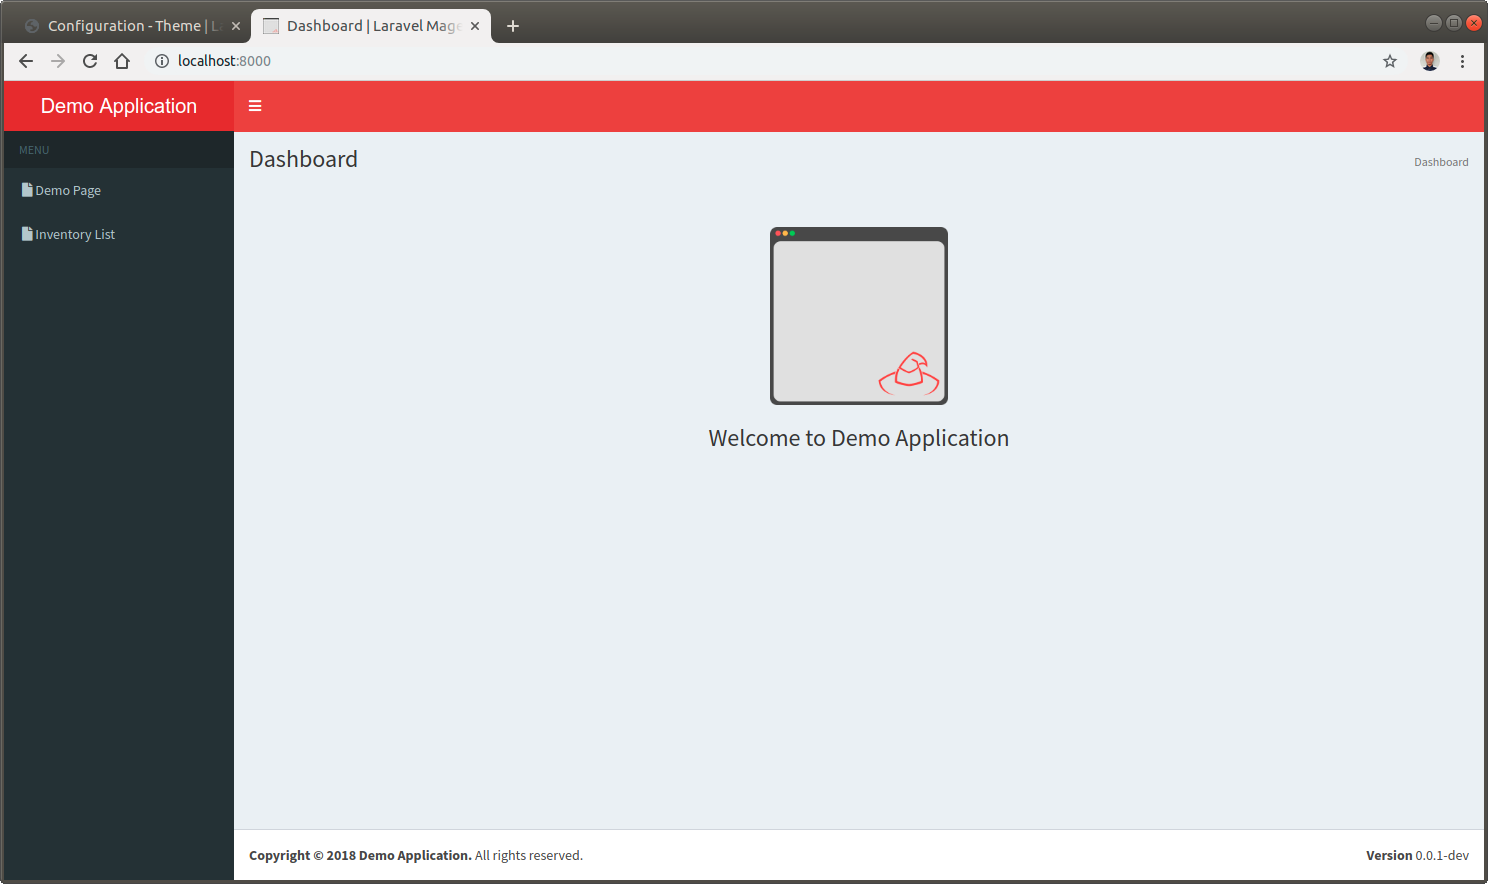 Configuration - Theme | L
Dashboard | Laravel Mage
localhost:8000
Demo Application
MENU
Demo Page
Inventory List
Dashboard
Dashboard
Welcome to Demo Application
Copyright © 2018 Demo Application. All rights reserved.
Version 0.0.1-dev